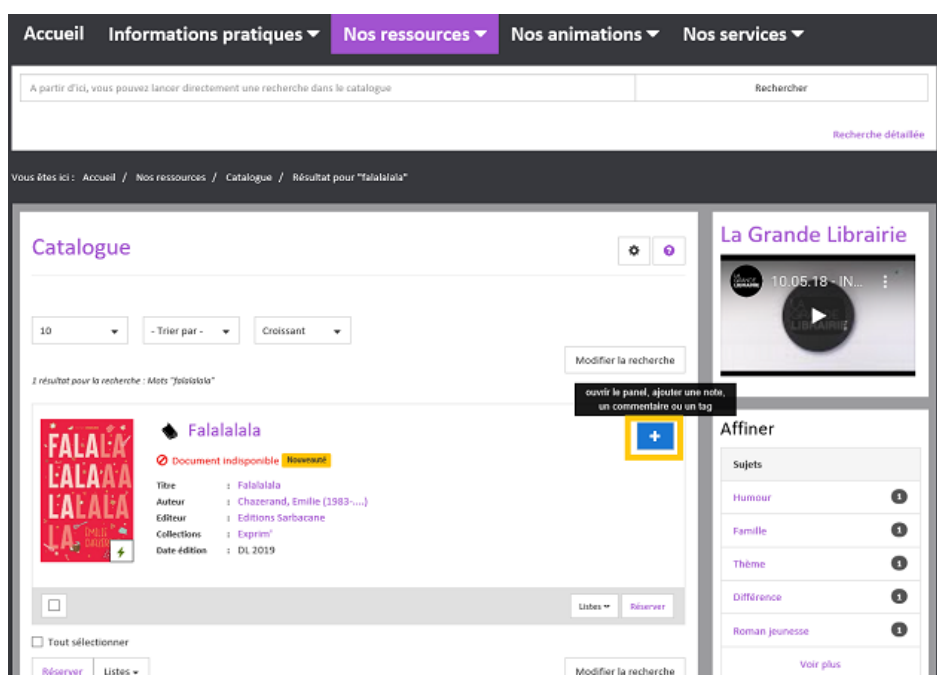 Accueil Informations pratiques Nos ressources Nos animations Nos services
A partir d'ici, vous pouvez lancer directement une recherche dans le catalogue Rechercher
Recherche détaillée
Vous êtes ici : Accueil / Nos ressources / Catalogue / Résultat pour "falalalala"
Catalogue
10 - Trier par - Croissant
Modifier la recherche
1 résultat pour la recherche : Mots "falalalala"
ouvrir le panel, ajouter une note,
un commentaire ou un tag
FALALA
LALAAA
LALALA
LA
Falalalala
Document indisponible Nouveauté
Titre : Falalalala
Auteur : Chazerand, Emilie (1983-....)
Editeur : Editions Sarbacane
Collections : Exprim'
Date édition : DL 2019
Listes Réserver
Tout sélectionner
Réserver Listes Modifier la recherche
La Grande Librairie
10.05.18 - IN...
LA
GRANDE
LIBRAIRIE
Affiner
Sujets
Humour 1
Famille 1
Thème 1
Différence 1
Roman jeunesse 1
Voir plus